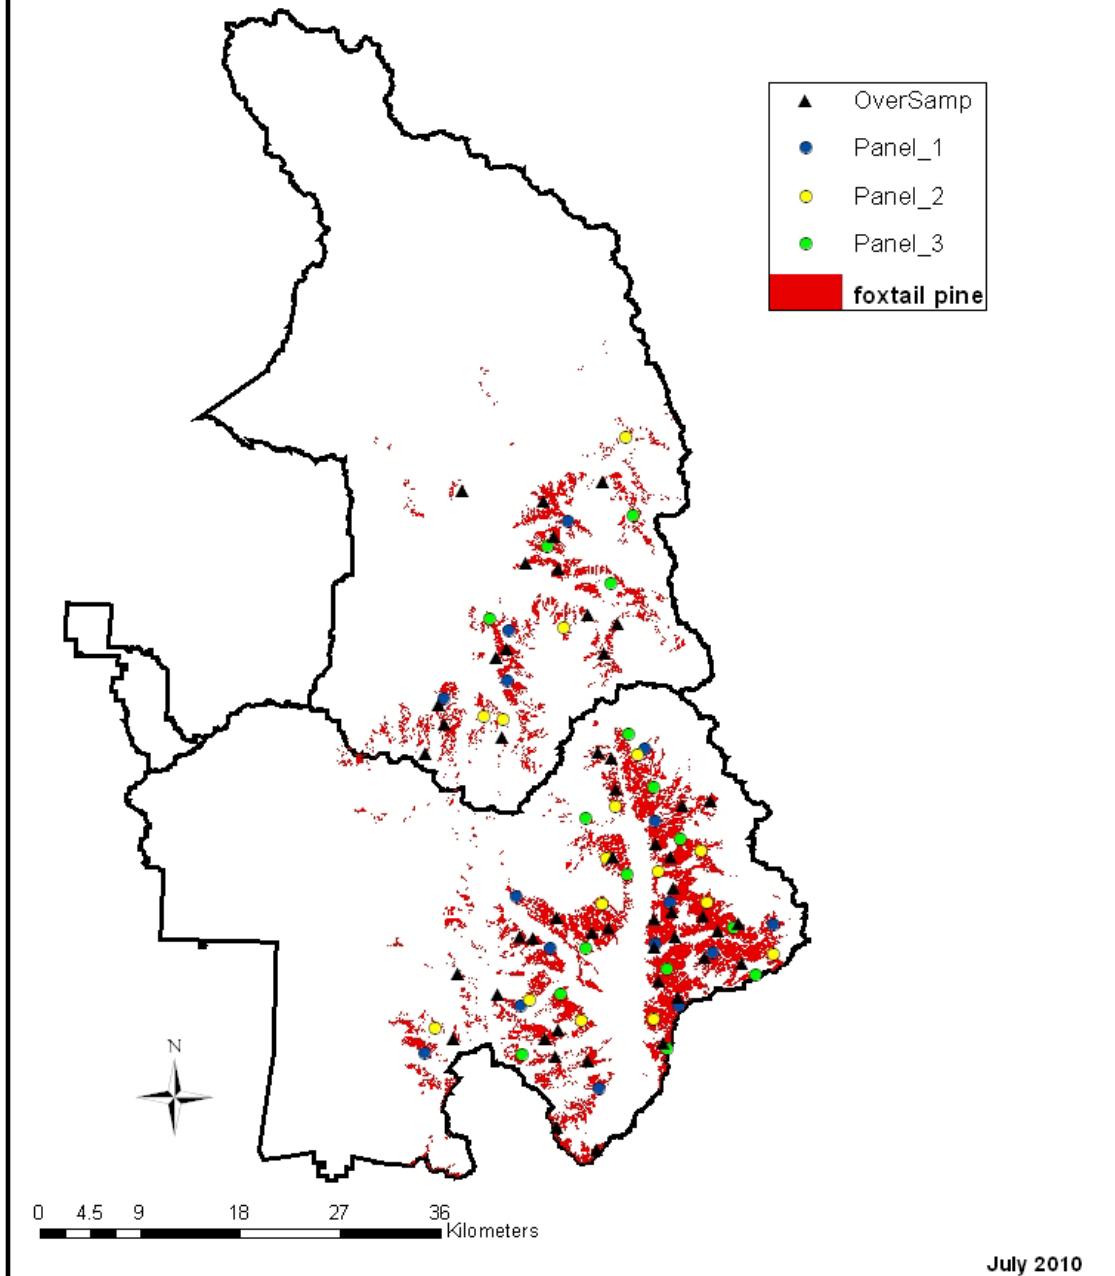 OverSamp
Panel_1
Panel_2
Panel_3
foxtail pine
N
0 4.5 9 18 27 36
Kilometers
July 2010